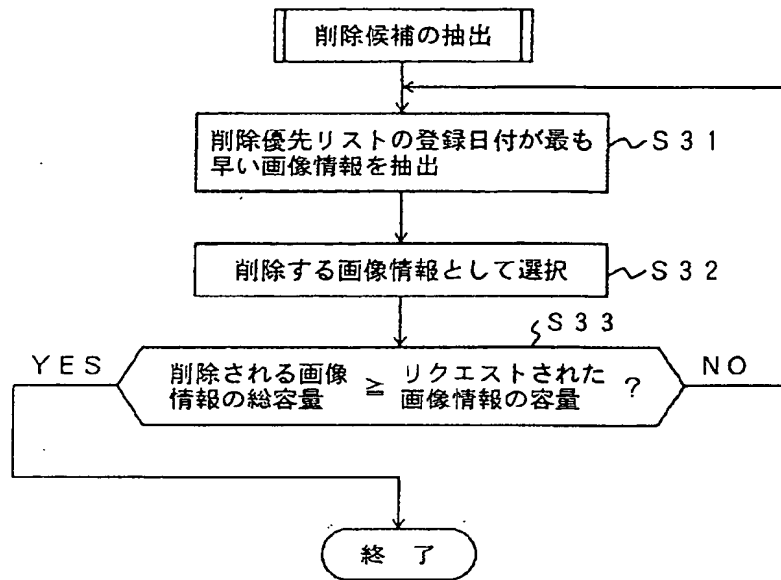 削除候補の抽出
削除優先リストの登録日付が最も
早い画像情報を抽出
S31
削除する画像情報として選択
S32
S33
YES
削除される画像
情報の総容量
≧
リクエストされた
画像情報の容量
?
NO
終 了